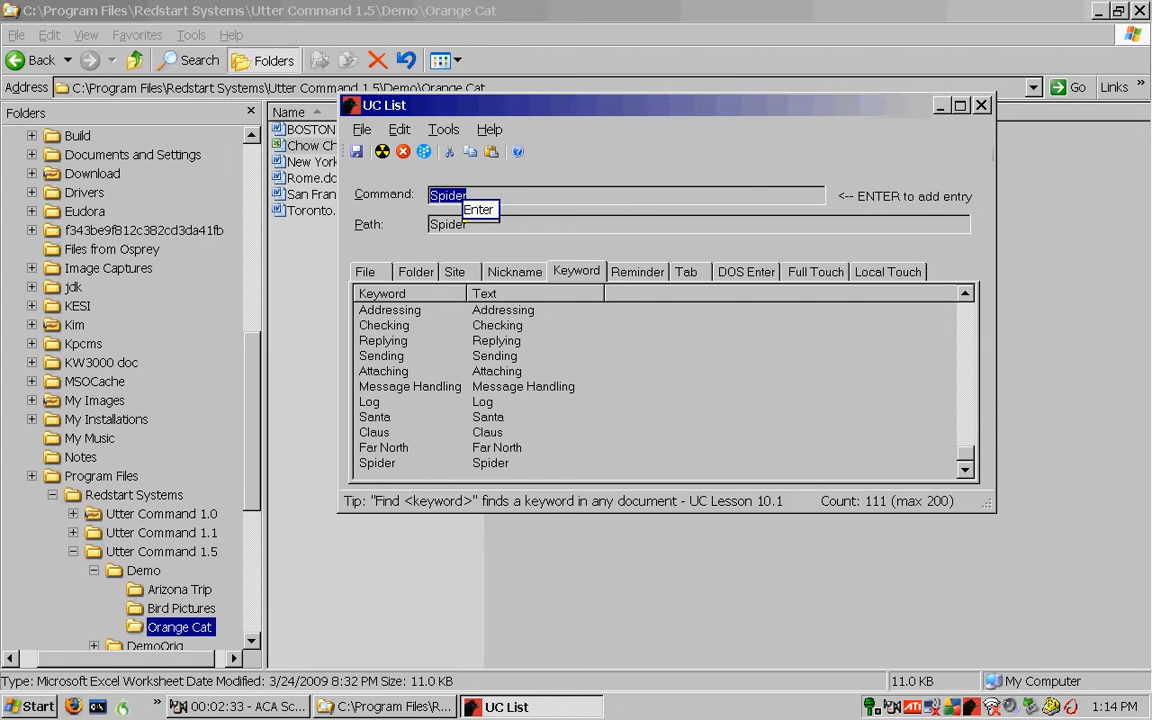 C:\Program Files\Redstart Systems\Utter Command 1.5\Demo\Orange Cat
File Edit View Favorites Tools Help
Back Search Folders
Address C:\Program Files\Redstart Systems\Utter Command 1.5\Demo\Orange Cat Go Links »
Folders
Build
Documents and Settings
Download
Drivers
Eudora
f343be9f812c382cd3da41fb
Files from Osprey
Image Captures
jdk
KESI
Kim
Kpcms
KW3000 doc
MSOCache
My Images
My Installations
My Music
Notes
Program Files
Redstart Systems
Utter Command 1.0
Utter Command 1.1
Utter Command 1.5
Demo
Arizona Trip
Bird Pictures
Orange Cat
DemoOrig
Name
BOSTON
Chow Ch
New York
Rome.do
San Fran
Toronto.
UC List
File Edit Tools Help
Command: Spider <-- ENTER to add entry
Enter
Path: Spider
File Folder Site Nickname Keyword Reminder Tab DOS Enter Full Touch Local Touch
Keyword Text
Addressing Addressing
Checking Checking
Replying Replying
Sending Sending
Attaching Attaching
Message Handling Message Handling
Log Log
Santa Santa
Claus Claus
Far North Far North
Spider Spider
Tip: "Find <keyword>" finds a keyword in any document - UC Lesson 10.1 Count: 111 (max 200)
Type: Microsoft Excel Worksheet Date Modified: 3/24/2009 8:32 PM Size: 11.0 KB 11.0 KB My Computer
Start » 00:02:33 - ACA Sc... C:\Program Files\R... UC List 1:14 PM